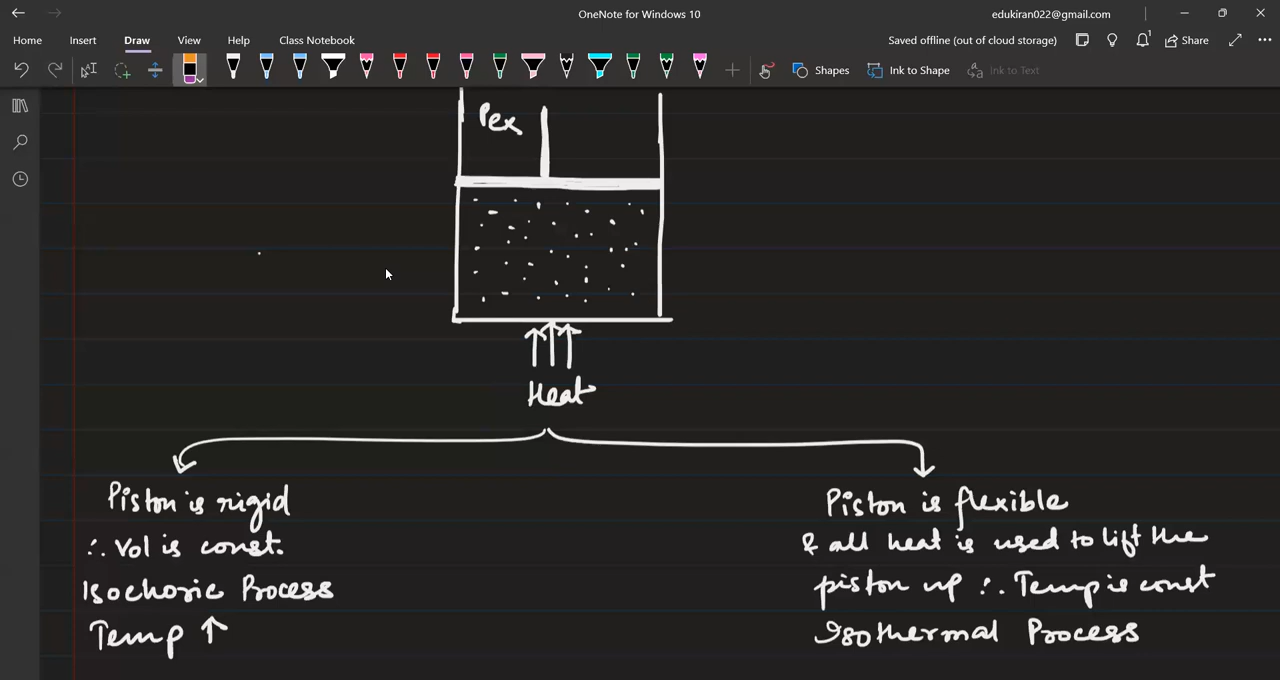 OneNote for Windows 10
edukiran022@gmail.com
Home Insert Draw View Help Class Notebook
Saved offline (out of cloud storage)
1
Share
Shapes
Ink to Shape
Ink to Text
Pex
Heat
Piston is rigid
∴ Vol is const.
Isochoric Process
Temp ↑
Piston is flexible
& all heat is used to lift the
piston up ∴ Temp is const
Isothermal Process